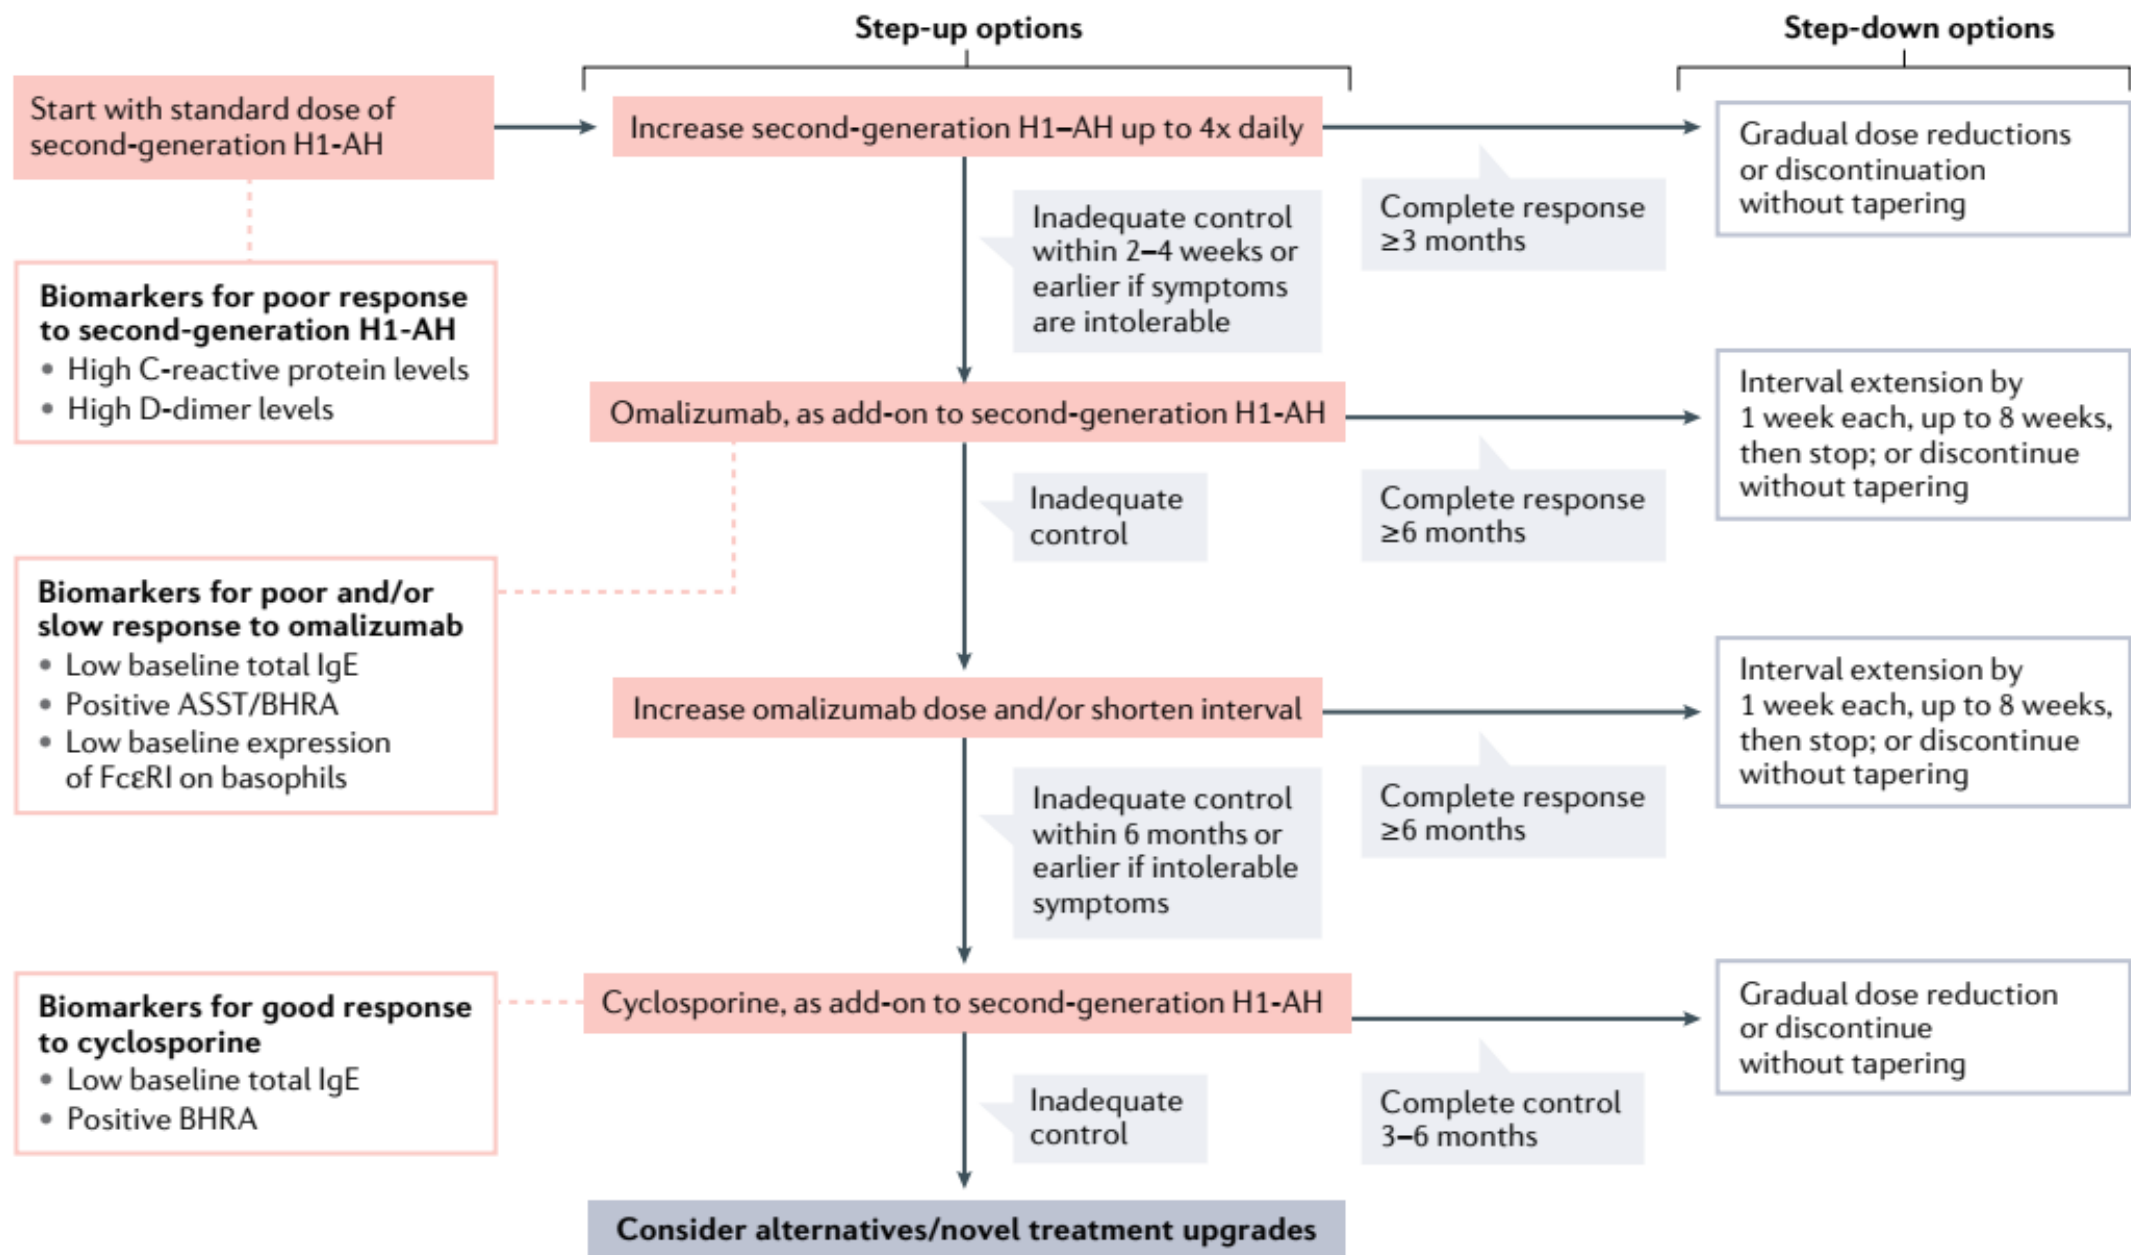 Step-up options
Step-down options
Start with standard dose of
second-generation H1-AH
Increase second-generation H1–AH up to 4x daily
Gradual dose reductions
or discontinuation
without tapering
Inadequate control
within 2–4 weeks or
earlier if symptoms
are intolerable
Complete response
≥3 months
Biomarkers for poor response
to second-generation H1-AH
• High C-reactive protein levels
• High D-dimer levels
Omalizumab, as add-on to second-generation H1-AH
Interval extension by
1 week each, up to 8 weeks,
then stop; or discontinue
without tapering
Inadequate
control
Complete response
≥6 months
Biomarkers for poor and/or
slow response to omalizumab
• Low baseline total IgE
• Positive ASST/BHRA
• Low baseline expression
of FcεRI on basophils
Increase omalizumab dose and/or shorten interval
Interval extension by
1 week each, up to 8 weeks,
then stop; or discontinue
without tapering
Inadequate control
within 6 months or
earlier if intolerable
symptoms
Complete response
≥6 months
Biomarkers for good response
to cyclosporine
• Low baseline total IgE
• Positive BHRA
Cyclosporine, as add-on to second-generation H1-AH
Gradual dose reduction
or discontinue
without tapering
Inadequate
control
Complete control
3–6 months
Consider alternatives/novel treatment upgrades